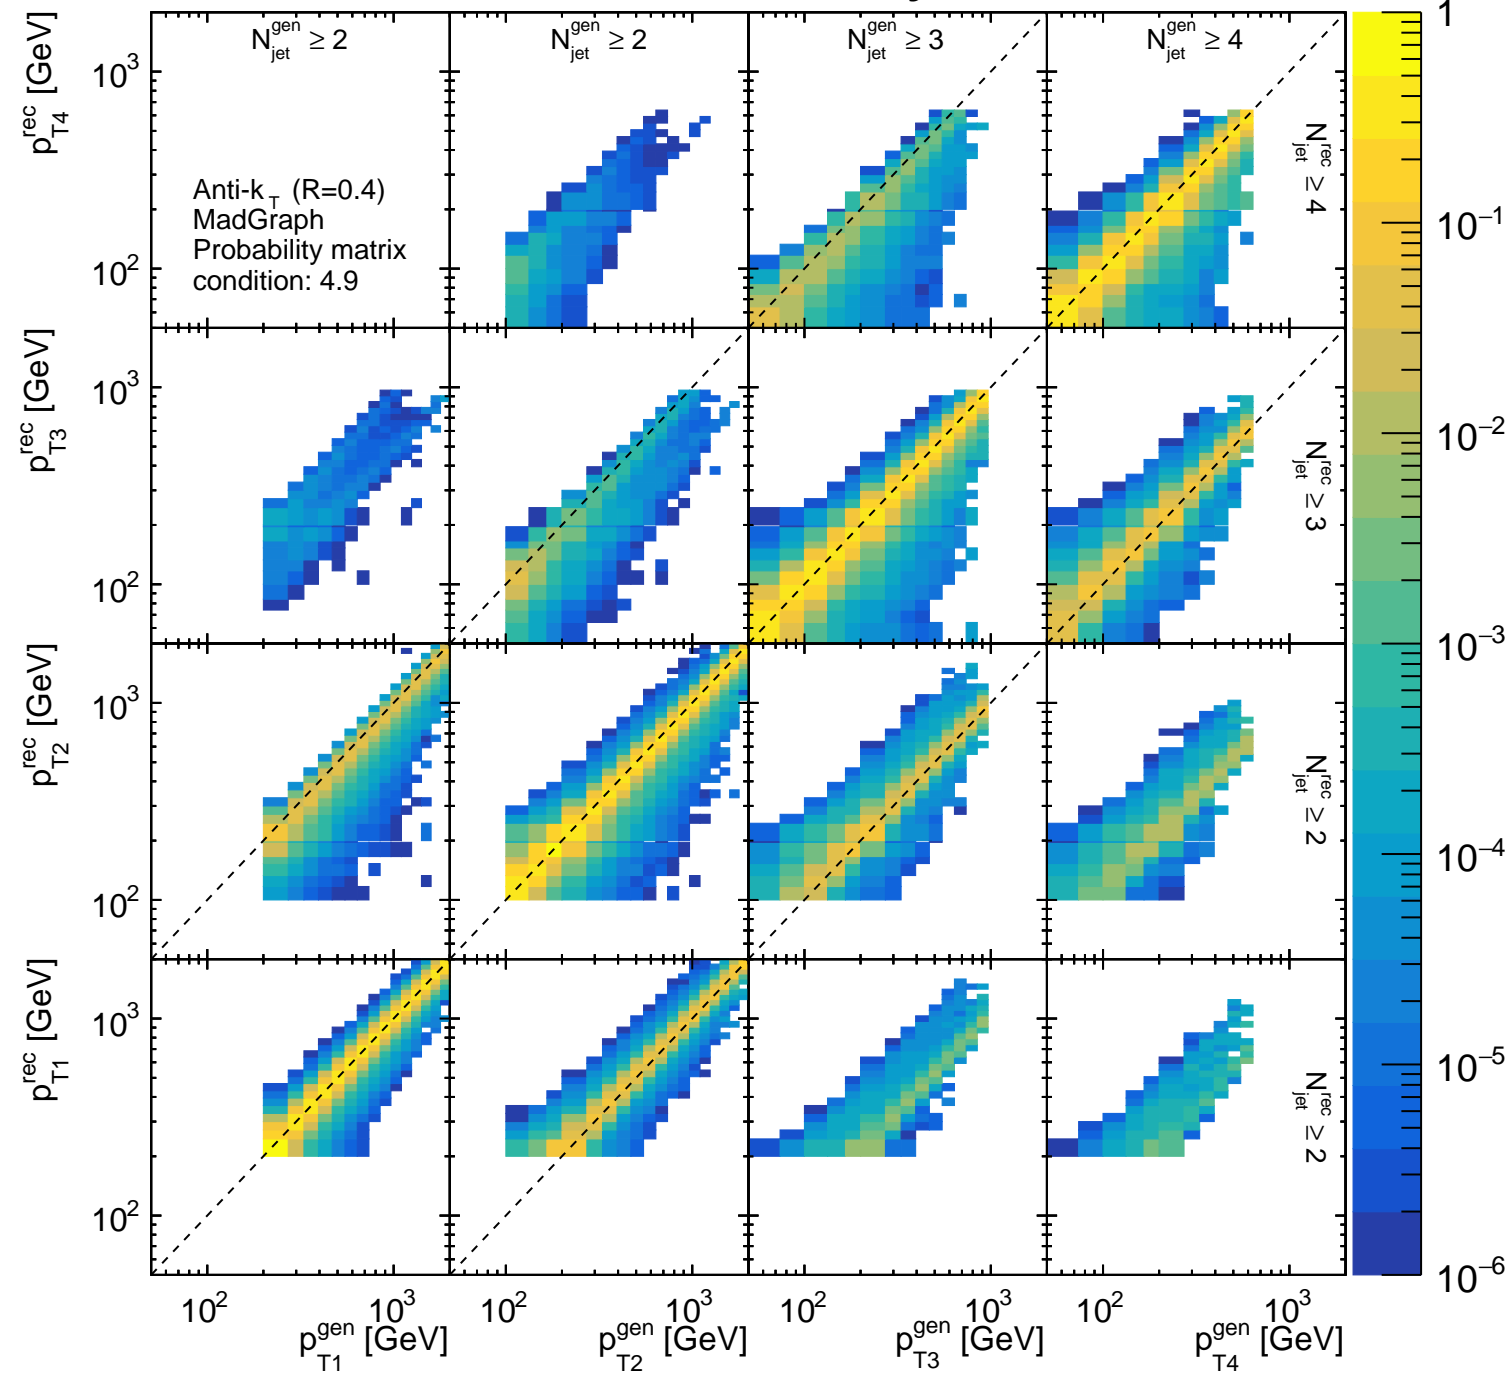 N_jet^gen ≥ 2 N_jet^gen ≥ 2 N_jet^gen ≥ 3 N_jet^gen ≥ 4
1
p_T4^rec [GeV] 10^3
Anti-k_T (R=0.4)
MadGraph
Probability matrix
condition: 4.9
N_jet^rec ≥ 4
10^−1
10^2
p_T3^rec [GeV] 10^3
10^−2
N_jet^rec ≥ 3
10^2
10^−3
p_T2^rec [GeV] 10^3
N_jet^rec ≥ 2
10^−4
10^2
p_T1^rec [GeV] 10^3
N_jet^rec ≥ 2
10^−5
10^2
10^−6
10^2 10^3 10^2 10^3 10^2 10^3 10^2 10^3
p_T1^gen [GeV] p_T2^gen [GeV] p_T3^gen [GeV] p_T4^gen [GeV]